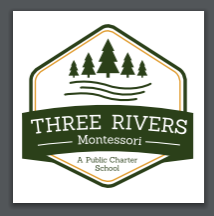 THREE RIVERS
Montessori
A Public Charter
School